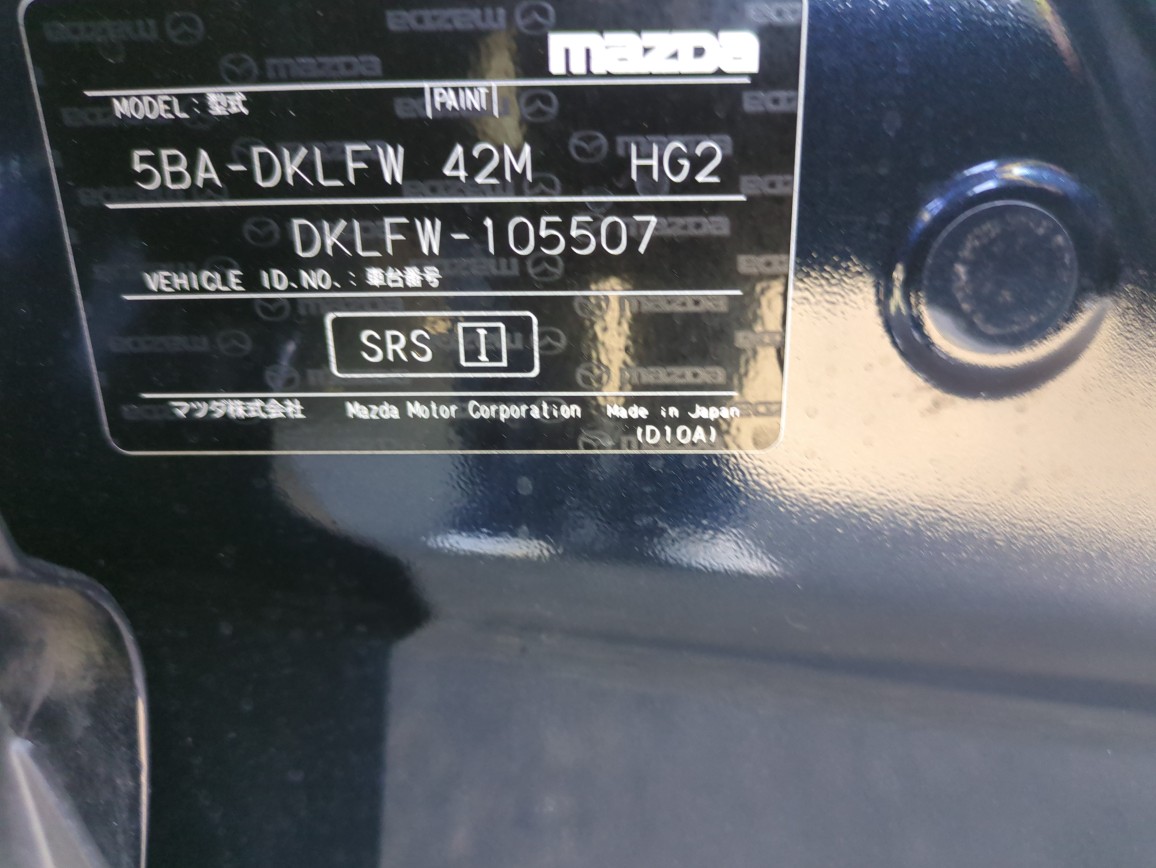 mazda
MODEL:型式 PAINT
5BA-DKLFW 42M HG2
DKLFW-105507
VEHICLE ID.NO.:車台番号
SRS I
マツダ株式会社 Mazda Motor Corporation Made in Japan
(D10A)